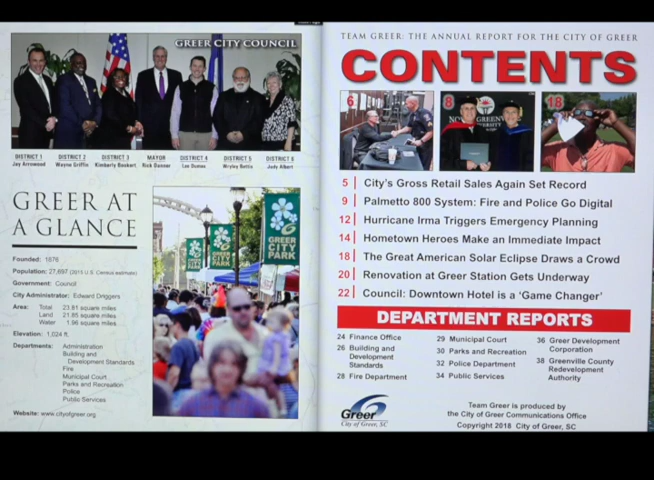 GREER CITY COUNCIL
DISTRICT 1 DISTRICT 2 DISTRICT 3 MAYOR DISTRICT 4 DISTRICT 5 DISTRICT 6
Jay Arrowood Wayne Griffin Kimberly Bookert Rick Danner Lee Dumas Wryley Bettis Judy Albert
GREER AT
A GLANCE
Founded: 1876
Population: 27,697 (2015 U.S. Census estimate)
Government: Council
City Administrator: Edward Driggers
Area: Total 23.81 square miles
Land 21.85 square miles
Water 1.96 square miles
Elevation: 1,024 ft.
Departments: Administration
Building and
Development Standards
Fire
Municipal Court
Parks and Recreation
Police
Public Services
Website: www.cityofgreer.org
GREER
CITY
PARK
GREER
CITY PARK
TEAM GREER: THE ANNUAL REPORT FOR THE CITY OF GREER
CONTENTS
6
8
18
5 City's Gross Retail Sales Again Set Record
9 Palmetto 800 System: Fire and Police Go Digital
12 Hurricane Irma Triggers Emergency Planning
14 Hometown Heroes Make an Immediate Impact
18 The Great American Solar Eclipse Draws a Crowd
20 Renovation at Greer Station Gets Underway
22 Council: Downtown Hotel is a 'Game Changer'
DEPARTMENT REPORTS
24 Finance Office
26 Building and
Development
Standards
28 Fire Department
29 Municipal Court
30 Parks and Recreation
32 Police Department
34 Public Services
36 Greer Development
Corporation
38 Greenville County
Redevelopment
Authority
Greer
City of Greer, SC
Team Greer is produced by
the City of Greer Communications Office
Copyright 2018 City of Greer, SC